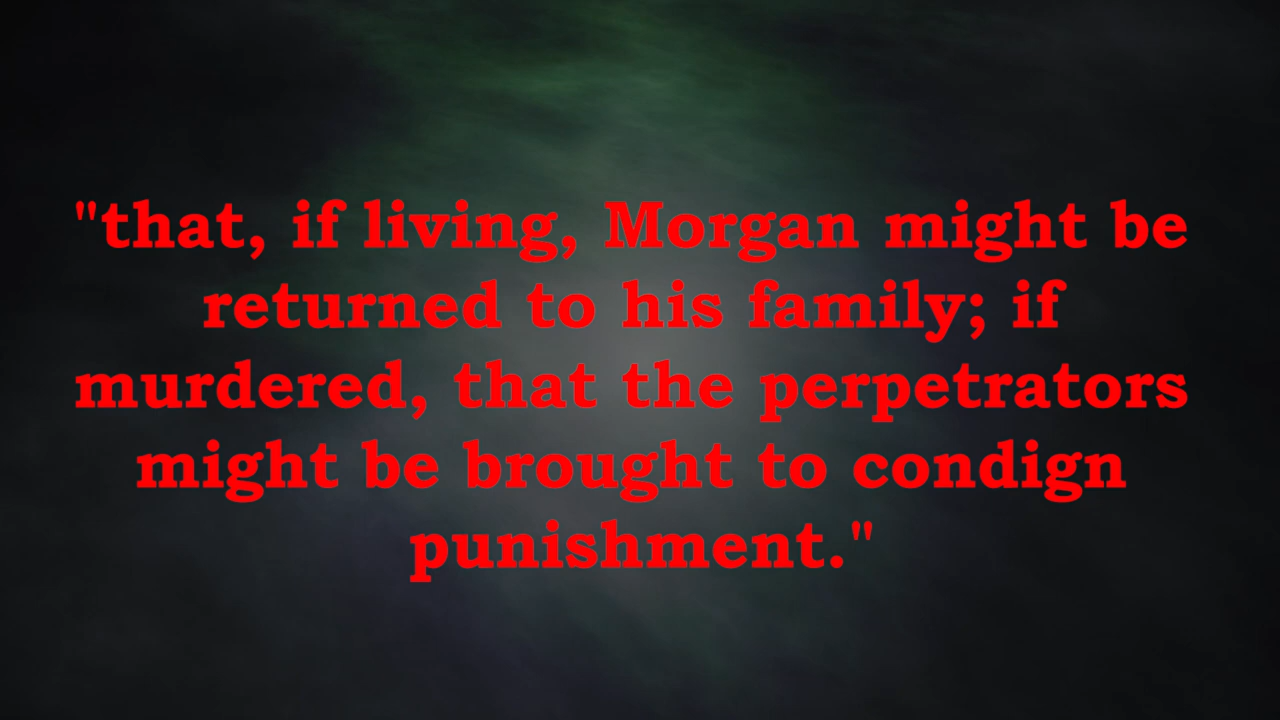 "that, if living, Morgan might be
returned to his family; if
murdered, that the perpetrators
might be brought to condign
punishment."